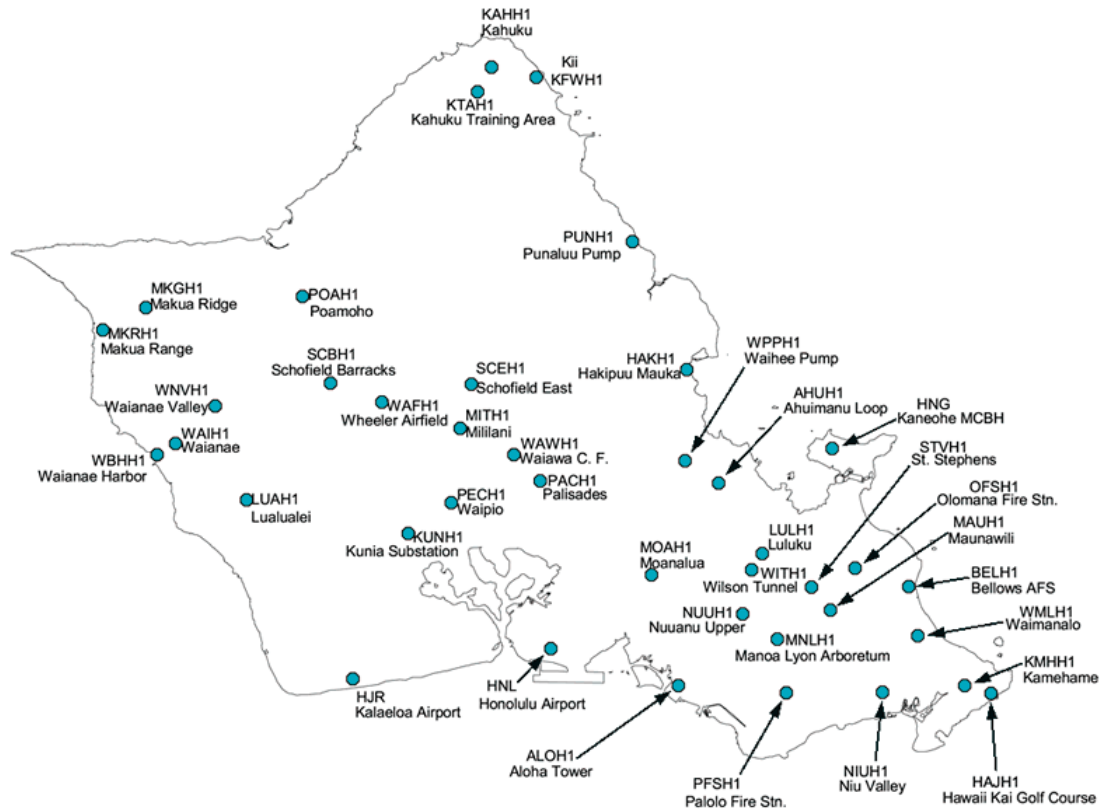 KAHH1
Kahuku
Kii
KFWH1
KTAH1
Kahuku Training Area
PUNH1
Punaluu Pump
MKGH1
Makua Ridge
POAH1
Poamoho
MKRH1
Makua Range
WPPH1
Waihee Pump
SCBH1
Schofield Barracks
SCEH1
Schofield East
HAKH1
Hakipuu Mauka
AHUH1
Ahuimanu Loop
WNVH1
Waianae Valley
WAFH1
Wheeler Airfield
HNG
Kaneohe MCBH
MITH1
Mililani
WAIH1
Waianae
STVH1
St. Stephens
WBHH1
Waianae Harbor
WAWH1
Waiawa C. F.
OFSH1
Olomana Fire Stn.
PACH1
Palisades
LUAH1
Lualualei
PECH1
Waipio
MAUH1
Maunawili
KUNH1
Kunia Substation
LULH1
Luluku
MOAH1
Moanalua
WITH1
Wilson Tunnel
BELH1
Bellows AFS
NUUH1
Nuuanu Upper
WMLH1
Waimanalo
MNLH1
Manoa Lyon Arboretum
KMHH1
Kamehame
HJR
Kalaeloa Airport
HNL
Honolulu Airport
ALOH1
Aloha Tower
PFSH1
Palolo Fire Stn.
NIUH1
Niu Valley
HAJH1
Hawaii Kai Golf Course